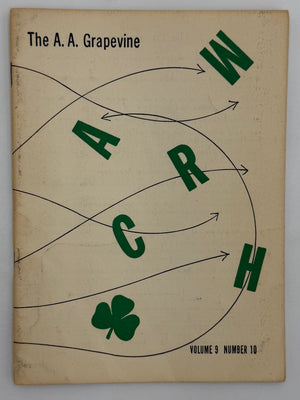 The A. A. Grapevine
M
A
R
C
H
VOLUME 9 NUMBER 10